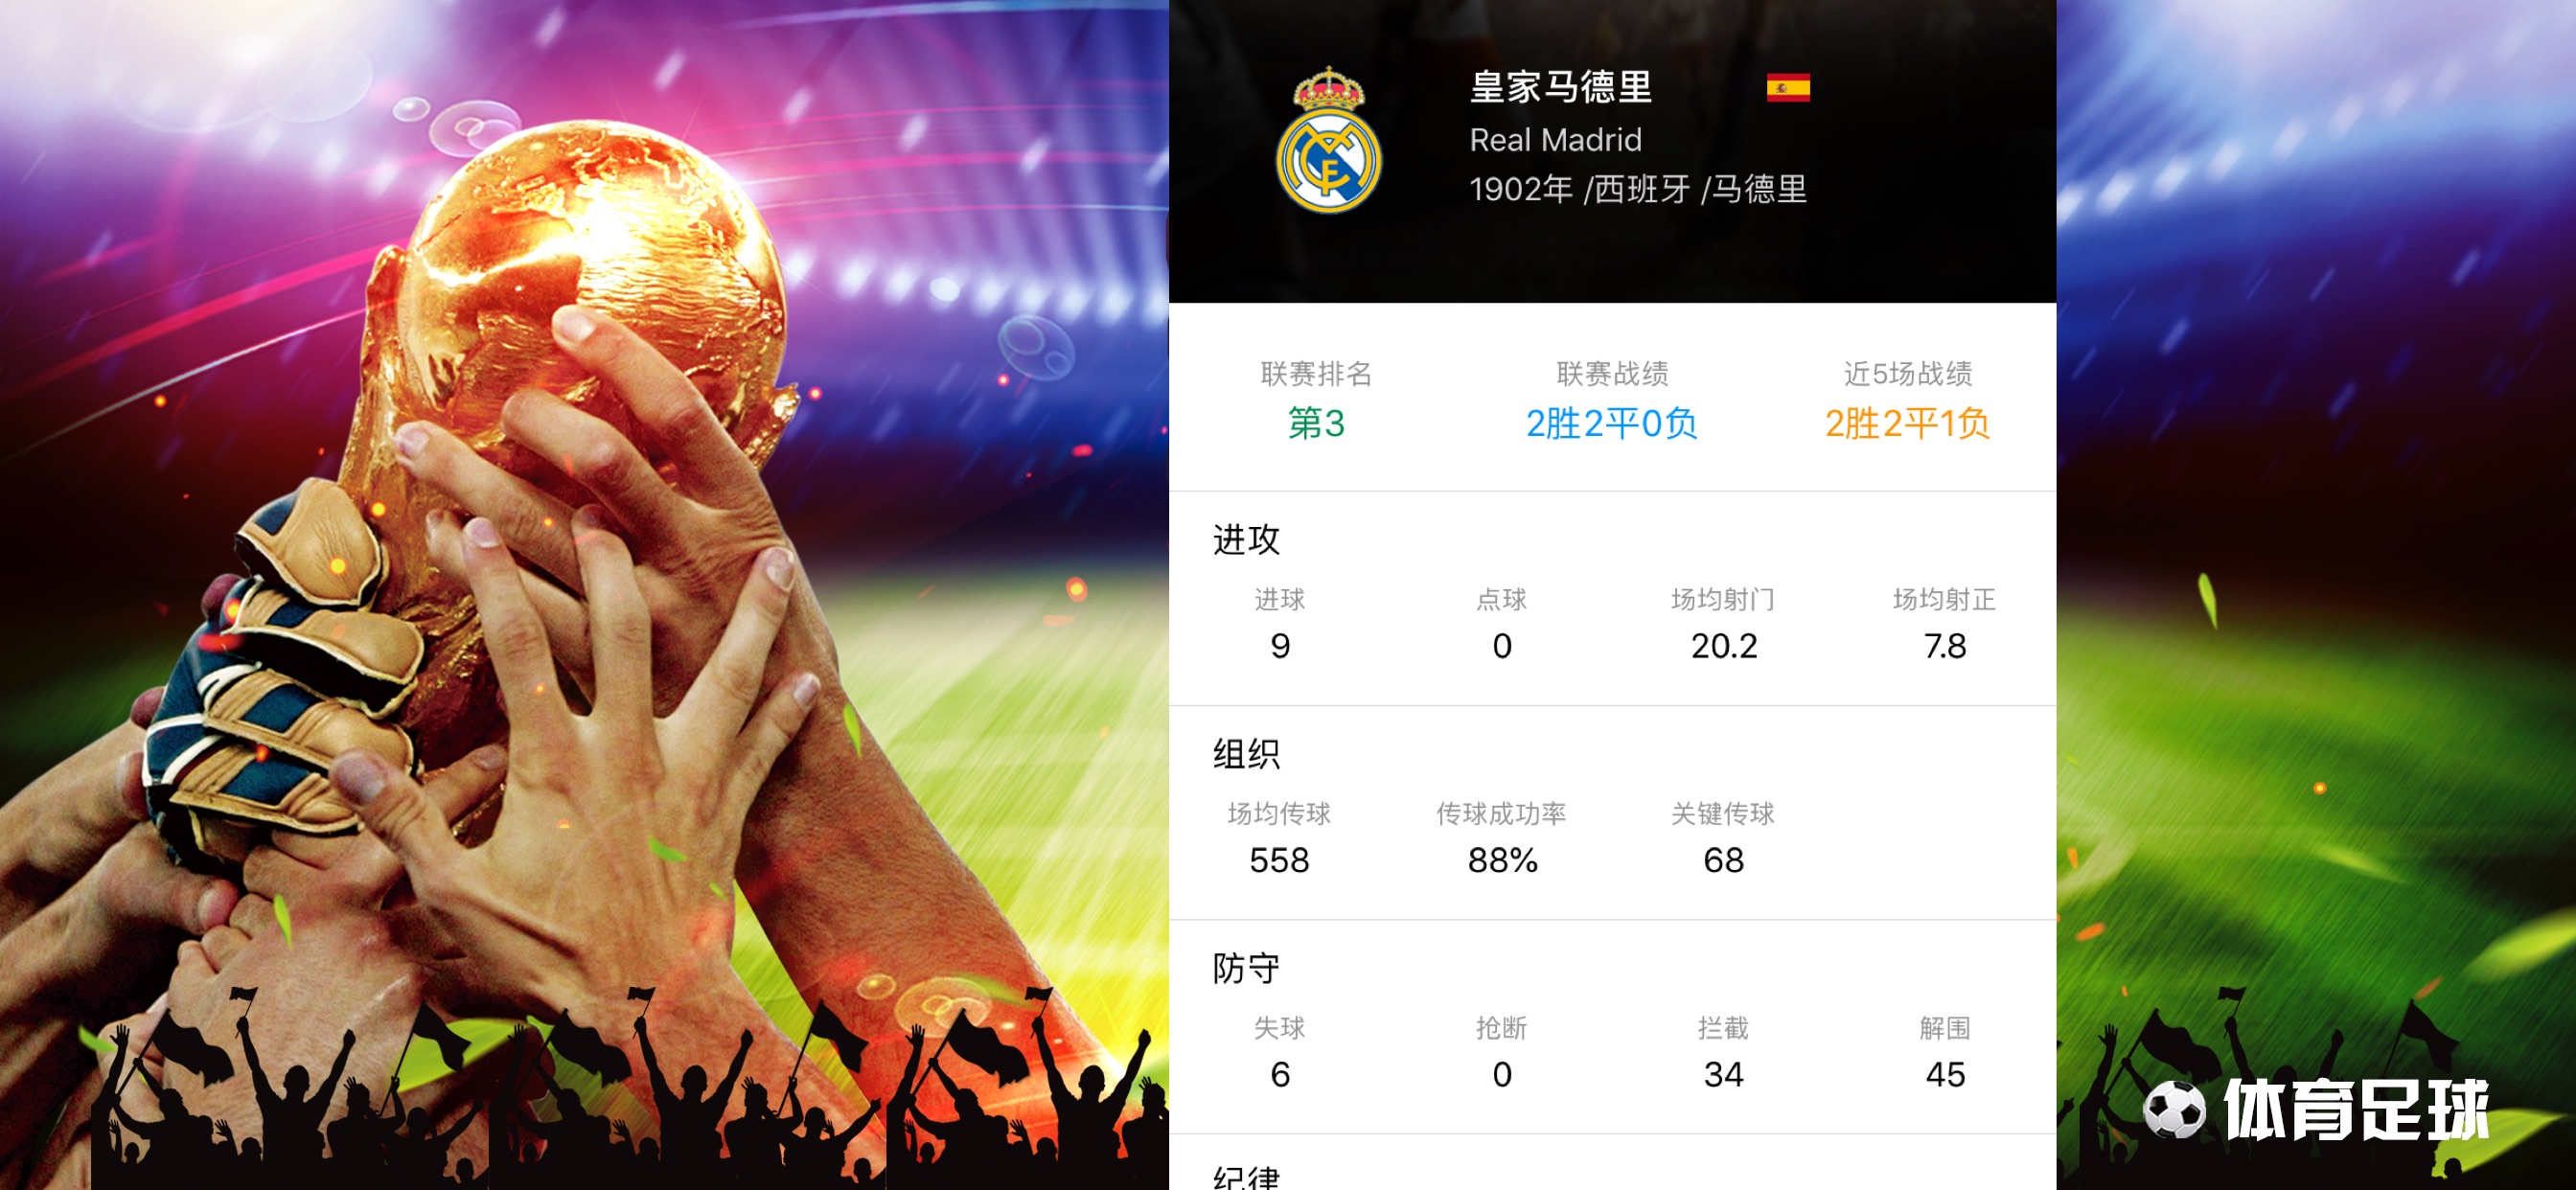 皇家马德里
Real Madrid
1902年 /西班牙 /马德里
联赛排名 联赛战绩 近5场战绩
第3 2胜2平0负 2胜2平1负
进攻
进球 点球 场均射门 场均射正
9 0 20.2 7.8
组织
场均传球 传球成功率 关键传球
558 88% 68
防守
失球 抢断 拦截 解围
6 0 34 45
纪律
体育足球